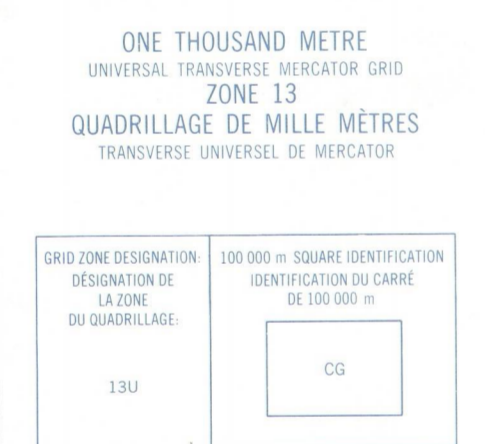 ONE THOUSAND METRE
UNIVERSAL TRANSVERSE MERCATOR GRID
ZONE 13
QUADRILLAGE DE MILLE MÈTRES
TRANSVERSE UNIVERSEL DE MERCATOR
GRID ZONE DESIGNATION:
DÉSIGNATION DE
LA ZONE
DU QUADRILLAGE:
13U
100 000 m SQUARE IDENTIFICATION
IDENTIFICATION DU CARRÉ
DE 100 000 m
CG